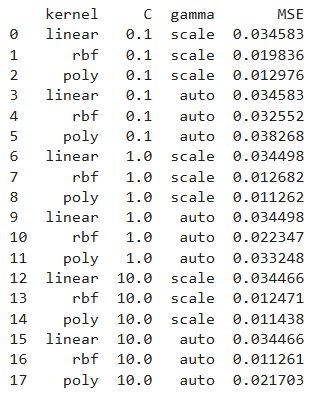 kernel C gamma MSE
0 linear 0.1 scale 0.034583
1 rbf 0.1 scale 0.019836
2 poly 0.1 scale 0.012976
3 linear 0.1 auto 0.034583
4 rbf 0.1 auto 0.032552
5 poly 0.1 auto 0.038268
6 linear 1.0 scale 0.034498
7 rbf 1.0 scale 0.012682
8 poly 1.0 scale 0.011262
9 linear 1.0 auto 0.034498
10 rbf 1.0 auto 0.022347
11 poly 1.0 auto 0.033248
12 linear 10.0 scale 0.034466
13 rbf 10.0 scale 0.012471
14 poly 10.0 scale 0.011438
15 linear 10.0 auto 0.034466
16 rbf 10.0 auto 0.011261
17 poly 10.0 auto 0.021703